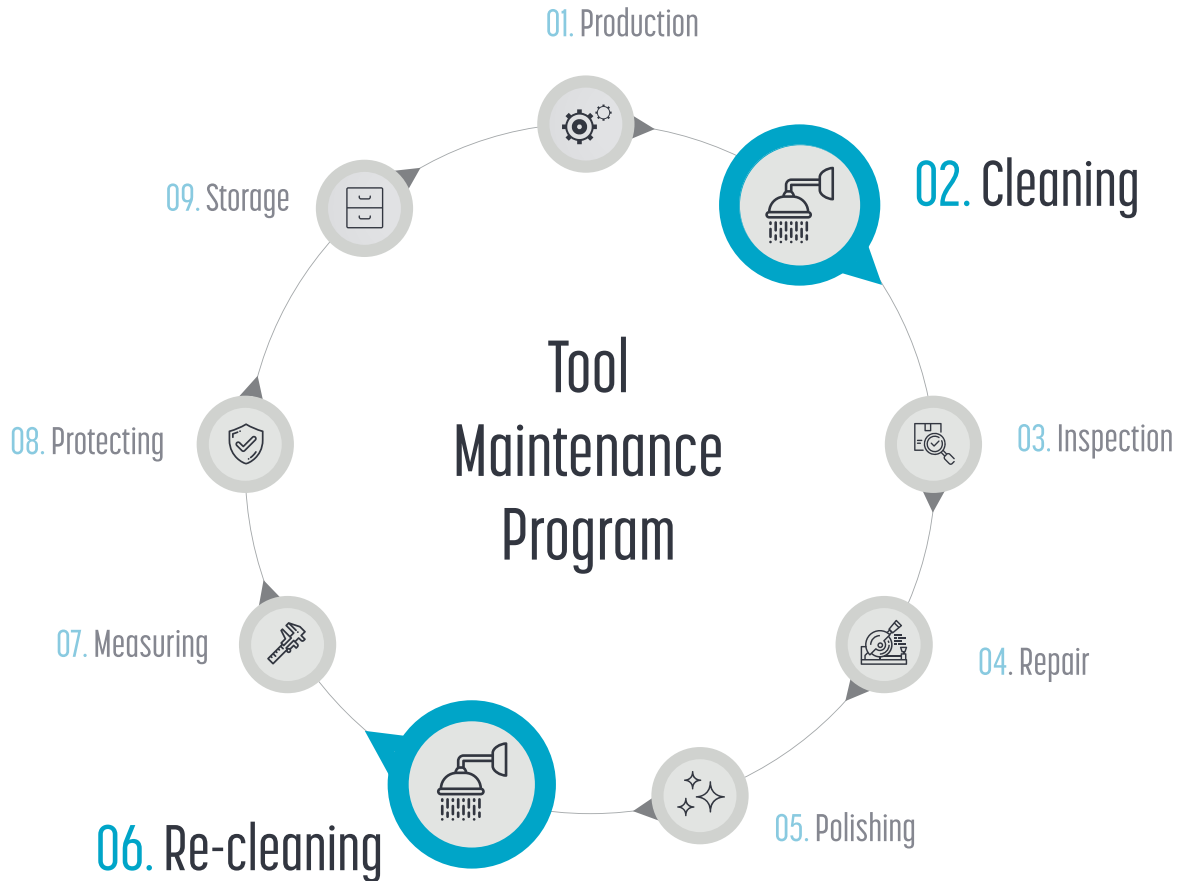 01. Production
02. Cleaning
09. Storage
Tool
Maintenance
Program
08. Protecting
03. Inspection
07. Measuring
04. Repair
05. Polishing
06. Re-cleaning